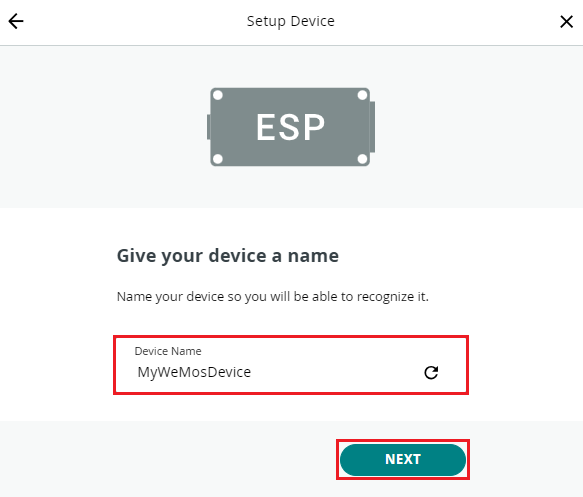 Setup Device
ESP
Give your device a name
Name your device so you will be able to recognize it.
Device Name
MyWeMosDevice
NEXT